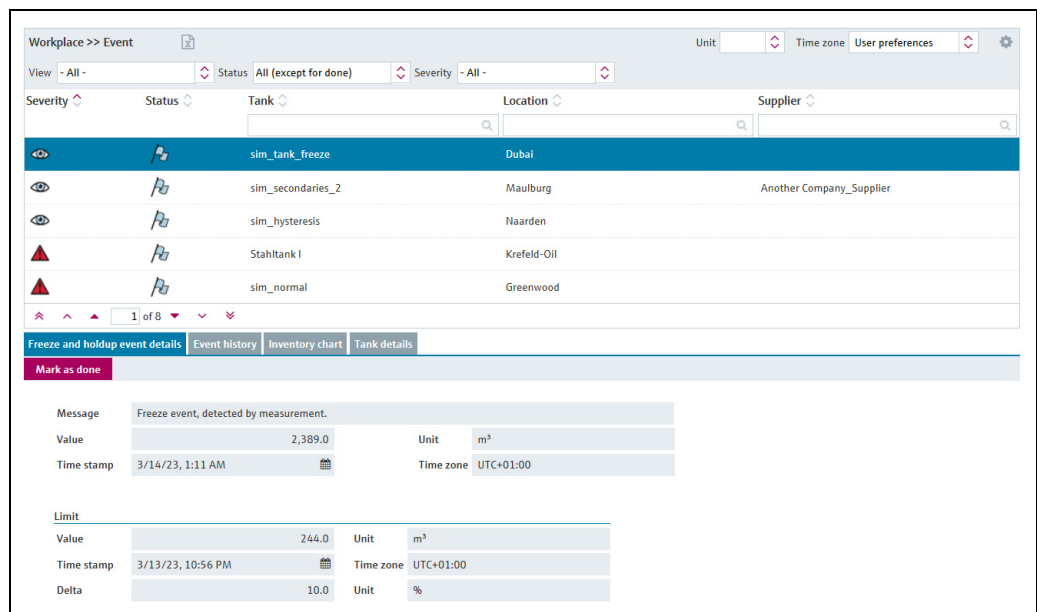 Workplace >> Event Unit Time zone User preferences
View - All - Status All (except for done) Severity - All -
Severity Status Tank Location Supplier
sim_tank_freeze Dubai
sim_secondaries_2 Maulburg Another Company_Supplier
sim_hysteresis Naarden
Stahltank I Krefeld-Oil
sim_normal Greenwood
1 of 8
Freeze and holdup event details Event history Inventory chart Tank details
Mark as done
Message Freeze event, detected by measurement.
Value 2,389.0 Unit m³
Time stamp 3/14/23, 1:11 AM Time zone UTC+01:00
Limit
Value 244.0 Unit m³
Time stamp 3/13/23, 10:56 PM Time zone UTC+01:00
Delta 10.0 Unit %